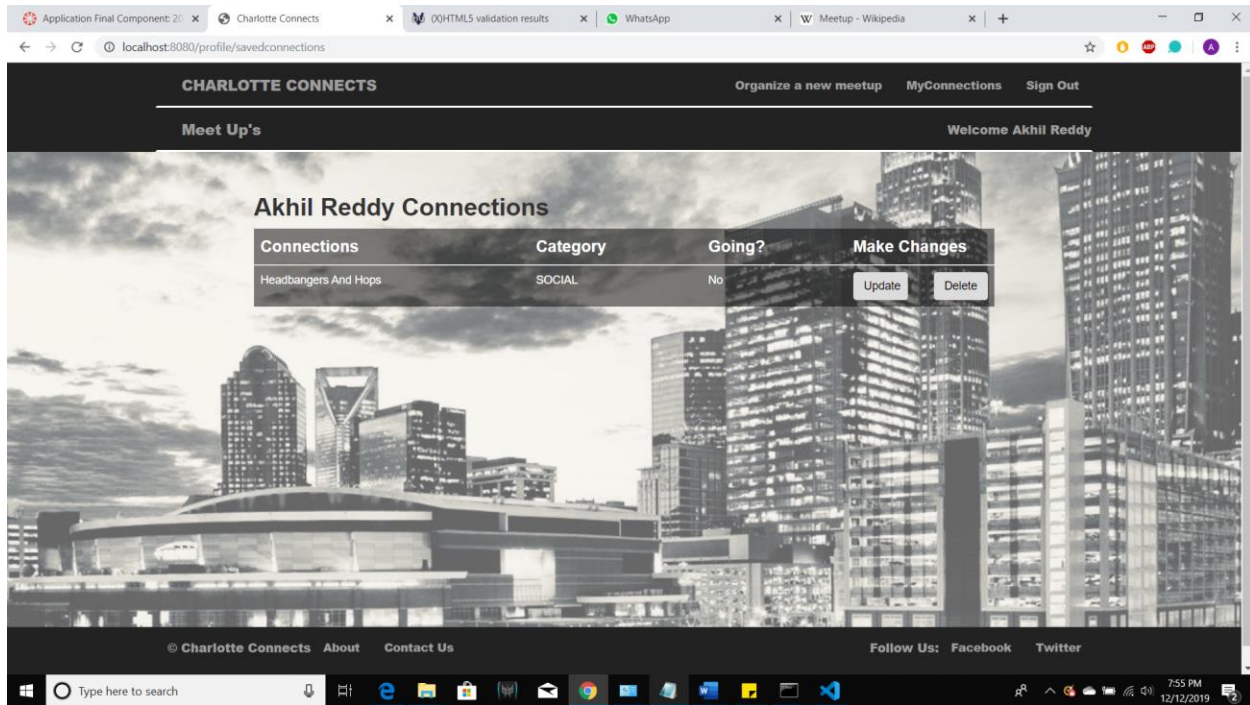 Application Final Component: 20
Charlotte Connects
(X)HTML5 validation results
WhatsApp
Meetup - Wikipedia
localhost:8080/profile/savedconnections
ABP
A
CHARLOTTE CONNECTS
Organize a new meetup MyConnections Sign Out
Meet Up's
Welcome Akhil Reddy
Akhil Reddy Connections
Connections Category Going? Make Changes
Headbangers And Hops SOCIAL No Update Delete
© Charlotte Connects About Contact Us
Follow Us: Facebook Twitter
Type here to search
7:55 PM
12/12/2019
2